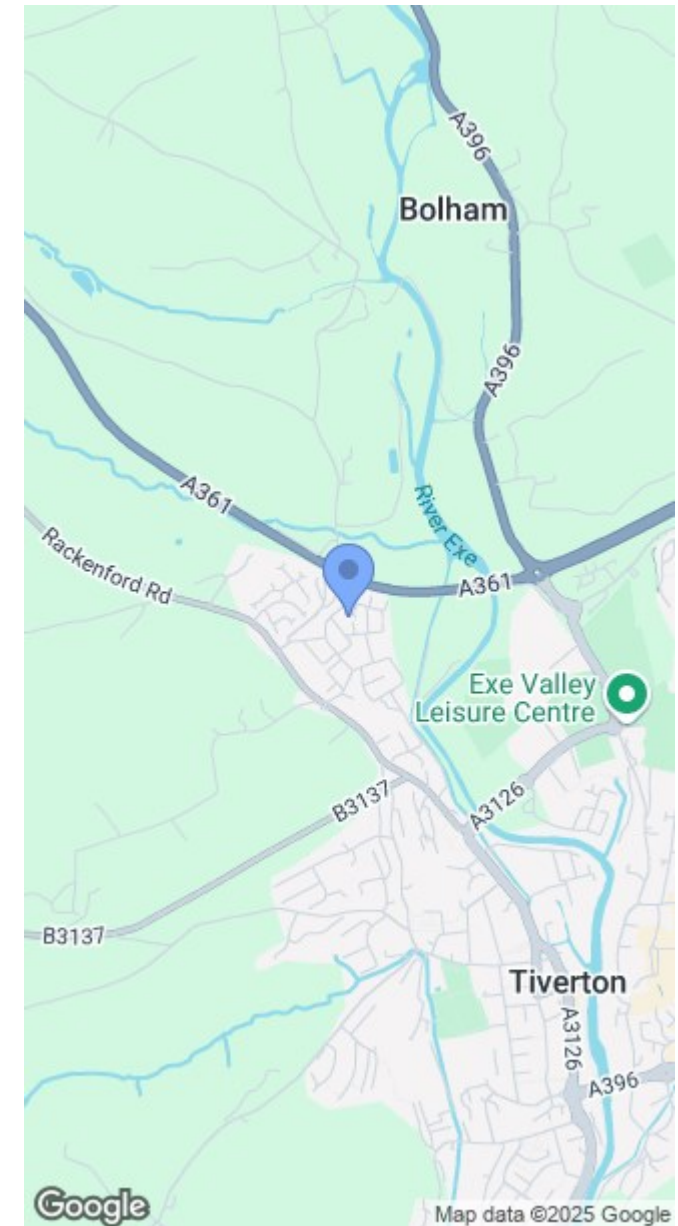 A396
Bolham
A396
A361
River Exe
Rackenford Rd
A361
Exe Valley
Leisure Centre
A3126
B3137
B3137
Tiverton
A3126
A396
Google
Map data ©2025 Google